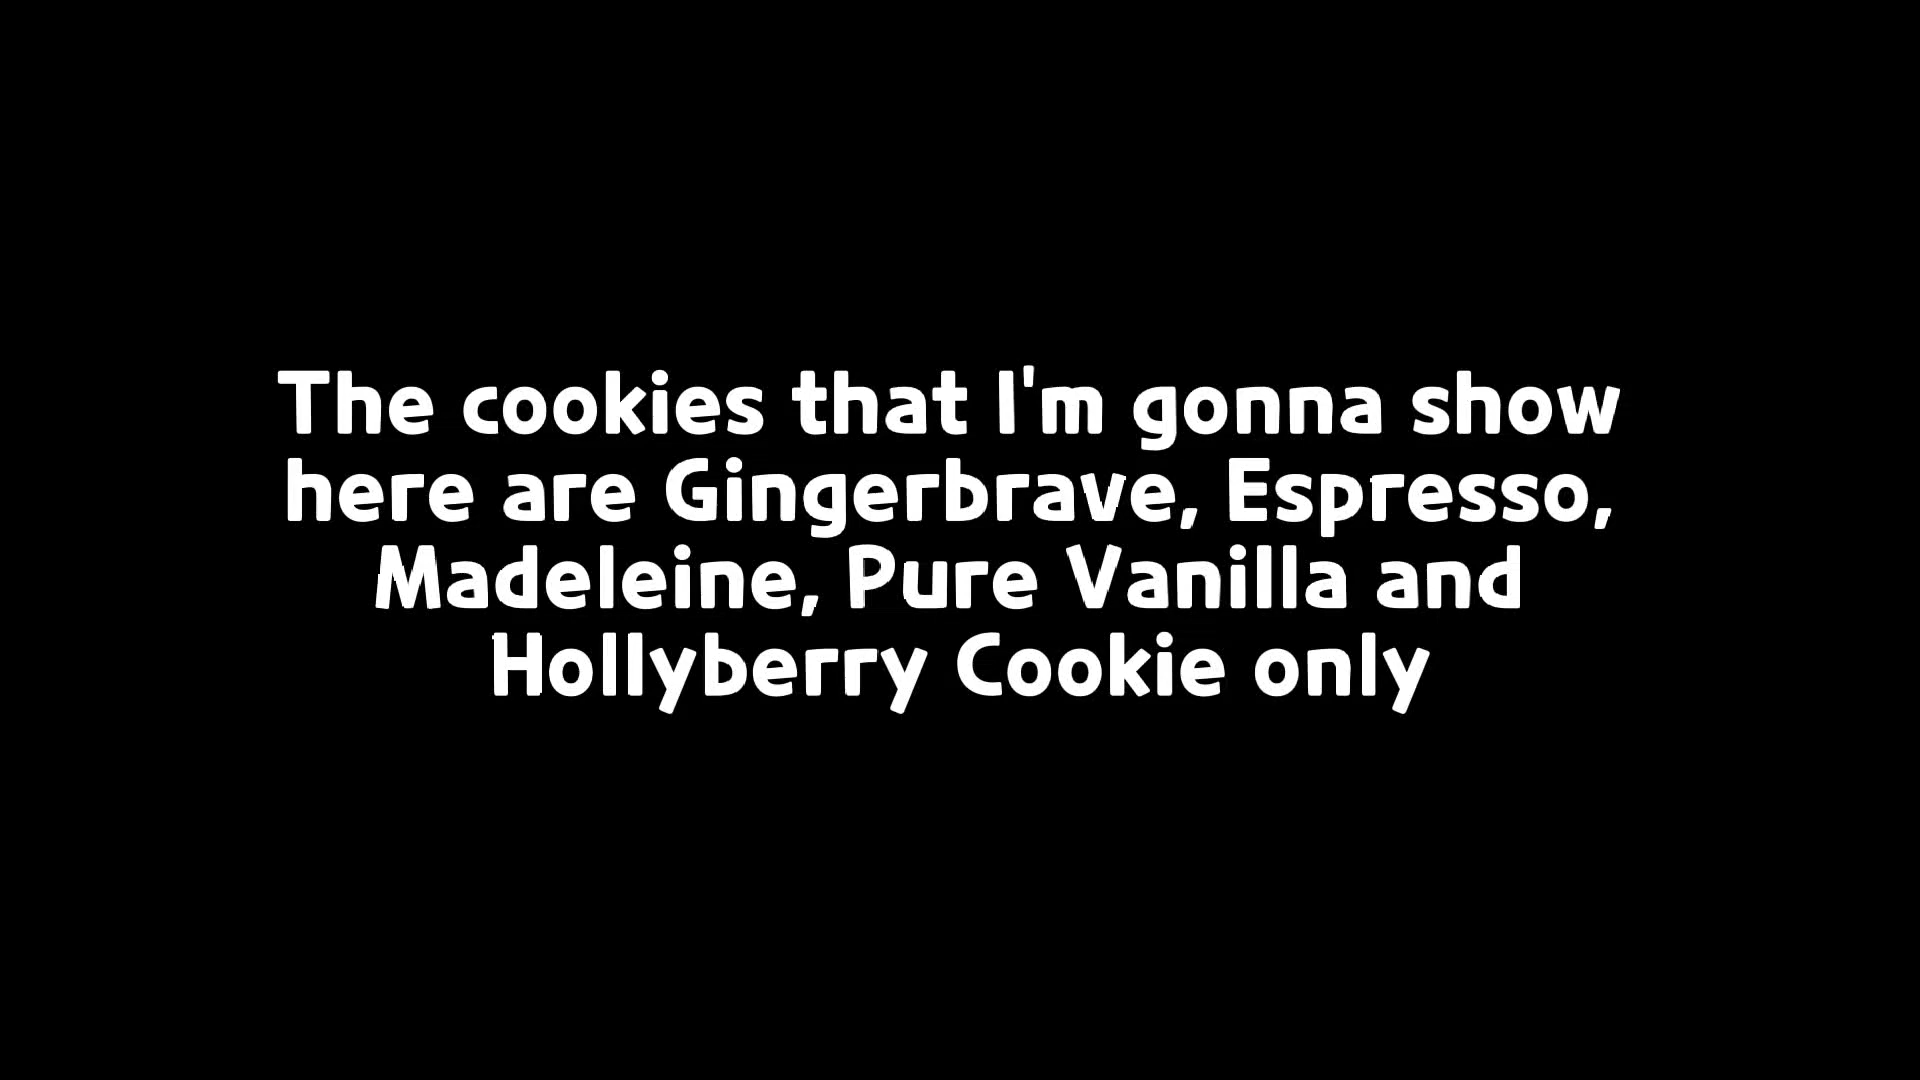 The cookies that I'm gonna show
here are Gingerbrave, Espresso,
Madeleine, Pure Vanilla and
Hollyberry Cookie only